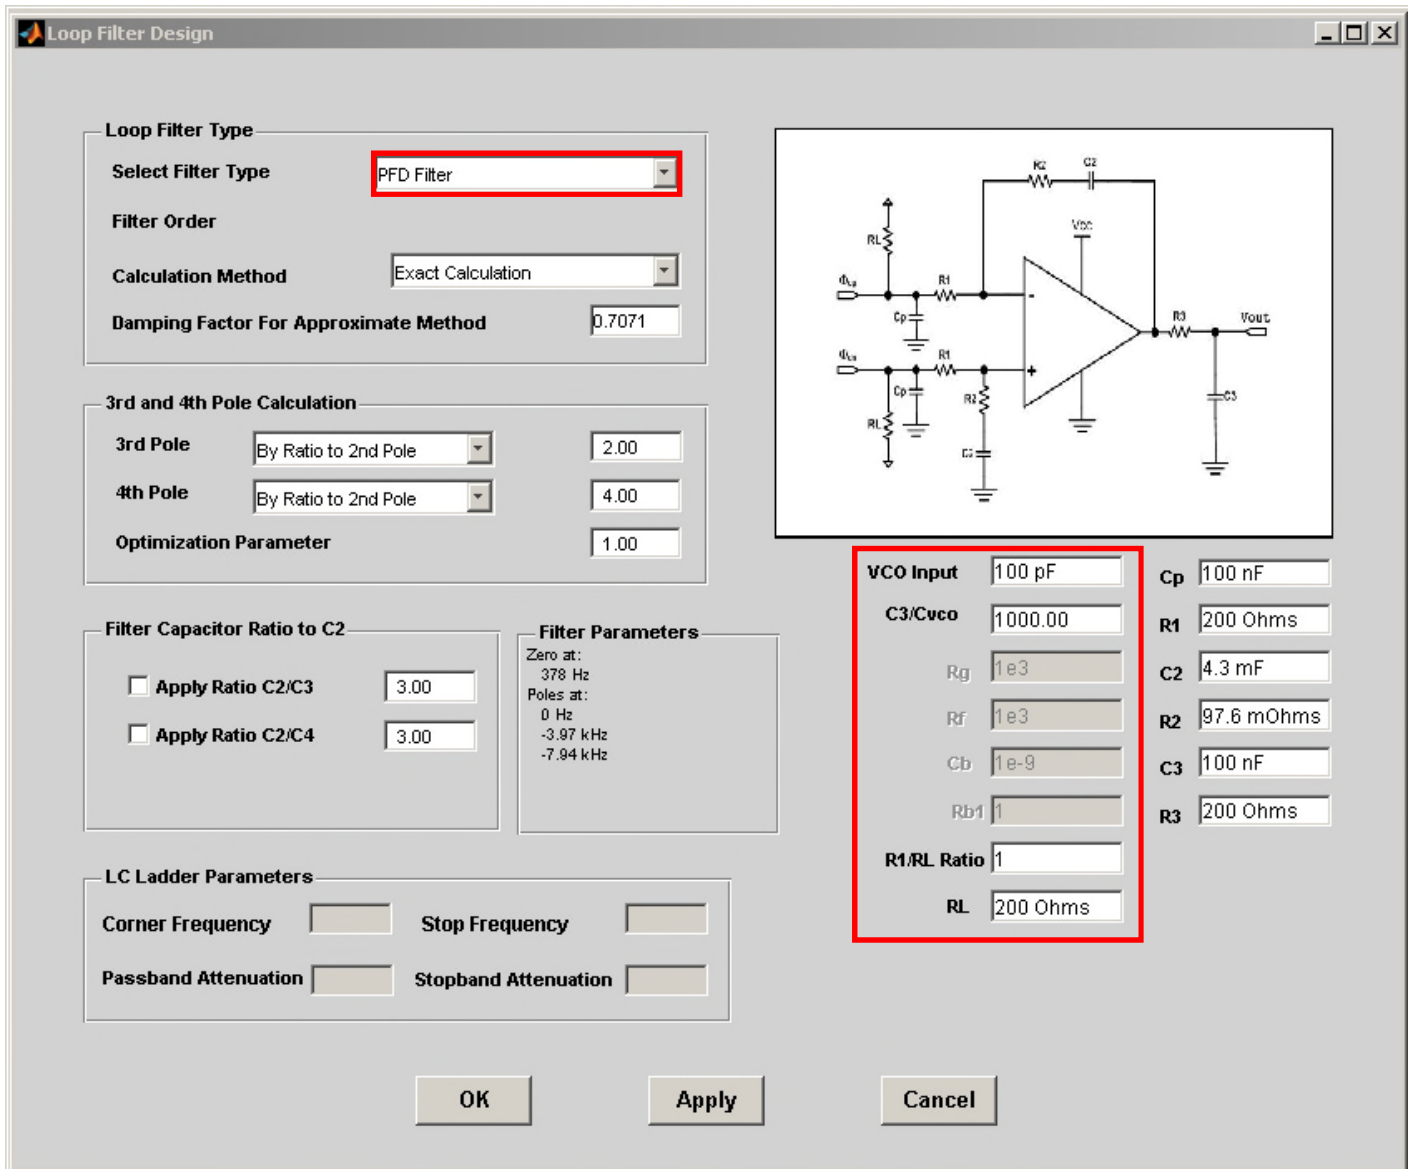 Loop Filter Design
Loop Filter Type
Select Filter Type
PFD Filter
Filter Order
Calculation Method
Exact Calculation
Damping Factor For Approximate Method
0.7071
3rd and 4th Pole Calculation
3rd Pole
By Ratio to 2nd Pole
2.00
4th Pole
By Ratio to 2nd Pole
4.00
Optimization Parameter
1.00
Filter Capacitor Ratio to C2
Apply Ratio C2/C3
3.00
Apply Ratio C2/C4
3.00
Filter Parameters
Zero at:
378 Hz
Poles at:
0 Hz
-3.97 kHz
-7.94 kHz
LC Ladder Parameters
Corner Frequency
Stop Frequency
Passband Attenuation
Stopband Attenuation
R2
C2
Vcc
RL
R1
-
Cp
R3
Vout
R1
+
Cp
R2
C3
RL
VCO Input
100 pF
C3/Cvco
1000.00
Rg
1e3
Rf
1e3
Cb
1e-9
Rb1
1
R1/RL Ratio
1
RL
200 Ohms
Cp
100 nF
R1
200 Ohms
C2
4.3 mF
R2
97.6 mOhms
C3
100 nF
R3
200 Ohms
OK
Apply
Cancel